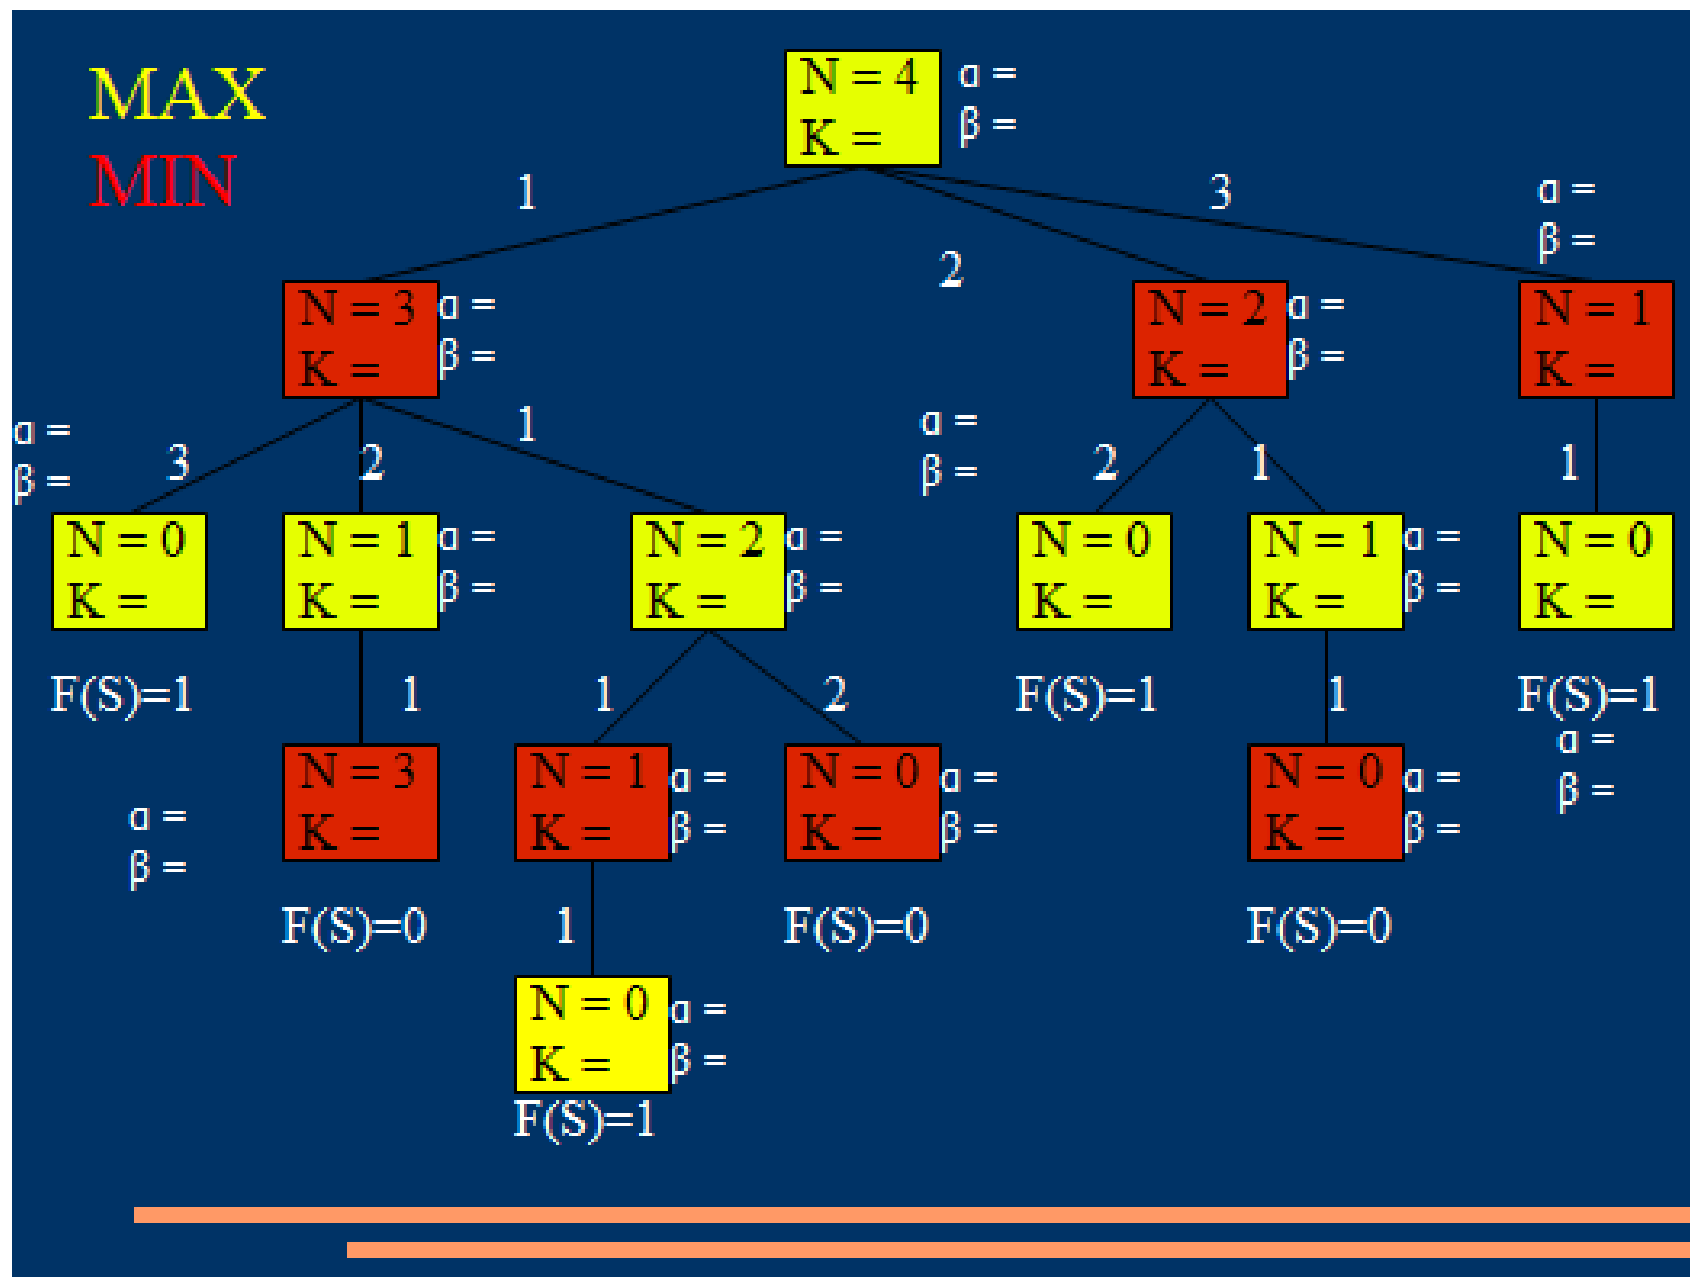 MAX
MIN
N = 4
K =
α =
β =
1
2
3
α =
β =
N = 3
K =
α =
β =
N = 2
K =
α =
β =
N = 1
K =
α =
β =
3
2
1
α =
β =
2
1
1
N = 0
K =
N = 1
K =
α =
β =
N = 2
K =
α =
β =
N = 0
K =
N = 1
K =
α =
β =
N = 0
K =
F(S)=1
1
1
2
F(S)=1
1
F(S)=1
α =
β =
α =
β =
N = 3
K =
N = 1
K =
α =
β =
N = 0
K =
α =
β =
N = 0
K =
α =
β =
F(S)=0
1
F(S)=0
F(S)=0
N = 0
K =
α =
β =
F(S)=1